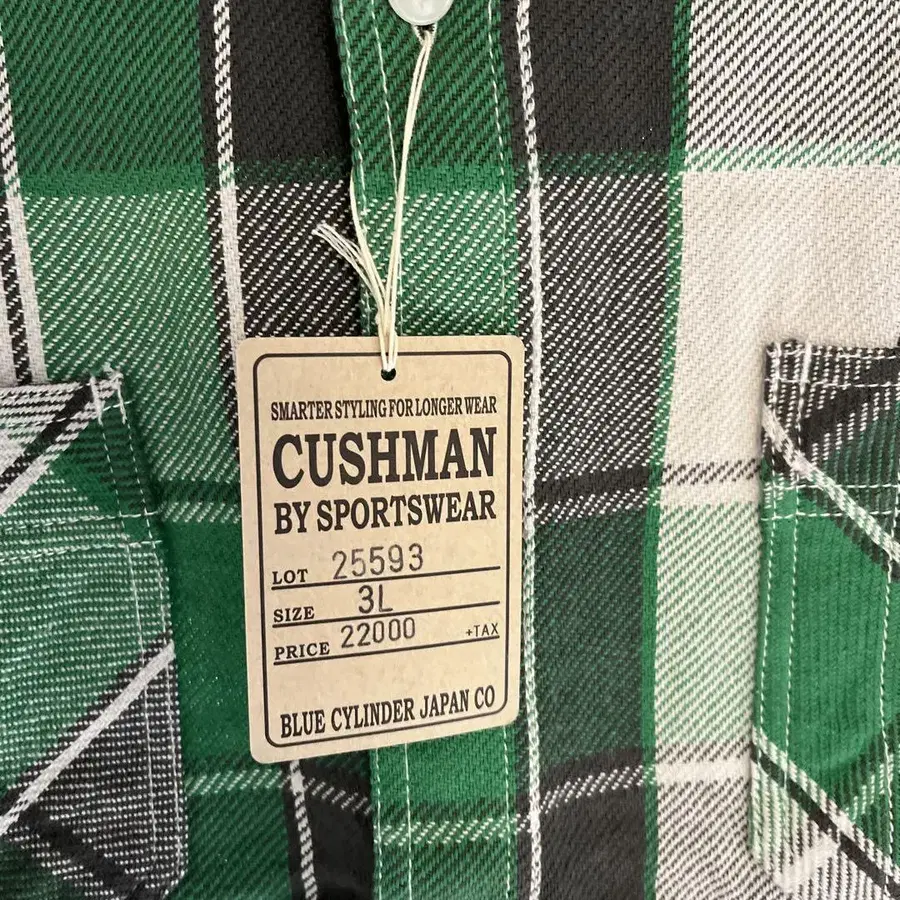 SMARTER STYLING FOR LONGER WEAR
CUSHMAN
BY SPORTSWEAR
LOT 25593
SIZE 3L
PRICE 22000 +TAX
BLUE CYLINDER JAPAN CO